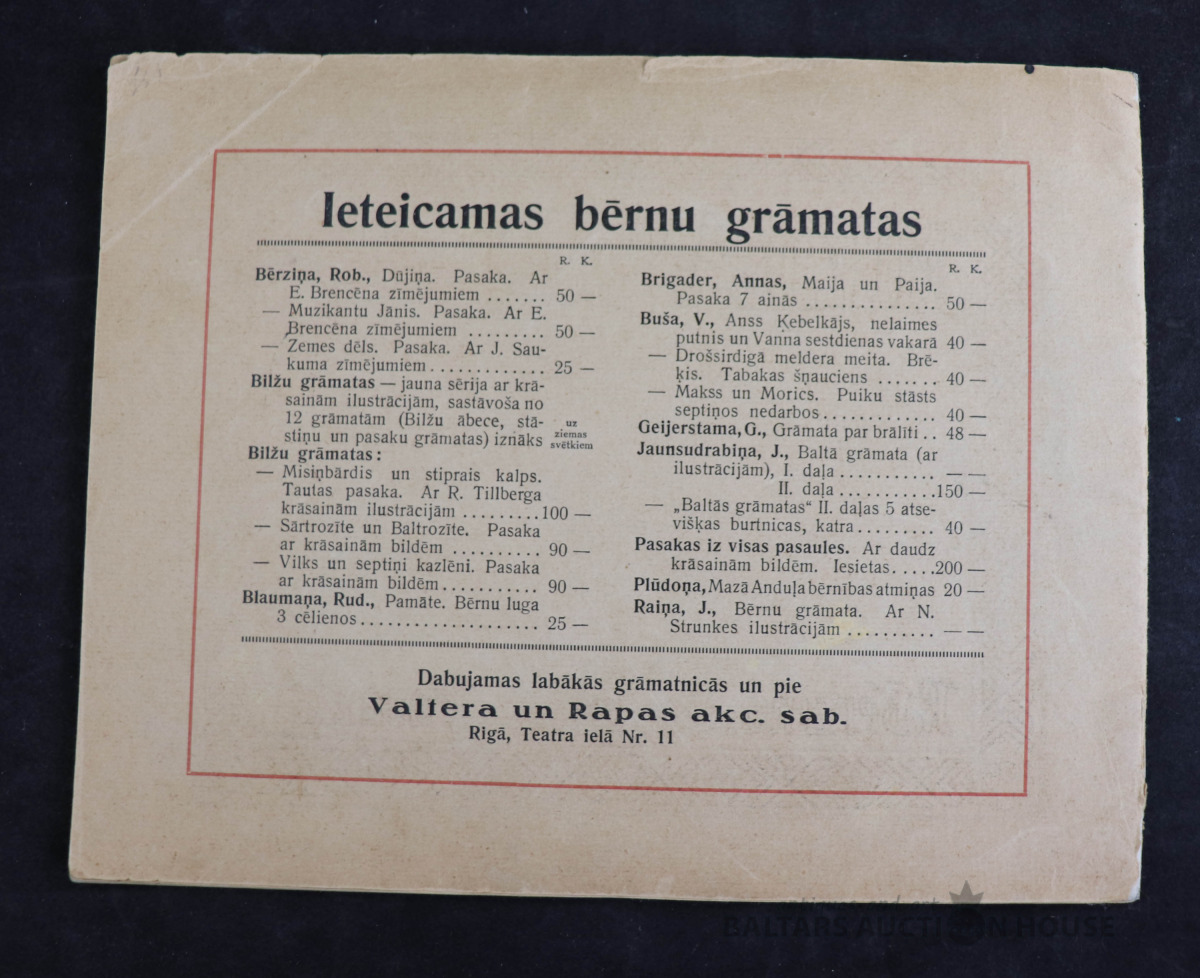 Ieteicamas bērnu grāmatas
R. K.
Bērziņa, Rob., Dūjiņa. Pasaka. Ar
E. Brencēna zīmējumiem ....... 50 —
— Muzikantu Jānis. Pasaka. Ar E.
Brencēna zīmējumiem ......... 50 —
— Zemes dēls. Pasaka. Ar J. Sau-
kuma zīmējumiem ............. 25 —
Bilžu grāmatas — jauna sērija ar krā-
sainām ilustrācijām, sastāvoša no
12 grāmatām (Bilžu ābece, stā-
stiņu un pasaku grāmatas) iznāks uz ziemas svētkiem
Bilžu grāmatas:
— Misiņbārdis un stiprais kalps.
Tautas pasaka. Ar R. Tillberga
krāsainām ilustrācijām ......... 100 —
— Sārtrozīte un Baltrozīte. Pasaka
ar krāsainām bildēm .......... 90 —
— Vilks un septiņi kazlēni. Pasaka
ar krāsainām bildēm ........... 90 —
Blaumaņa, Rud., Pamāte. Bērnu luga
3 cēlienos .................... 25 —
R. K.
Brigader, Annas, Maija un Paija.
Pasaka 7 ainās ............... 50 —
Buša, V., Anss Ķebelkājs, nelaimes
putnis un Vanna sestdienas vakarā 40 —
— Drošsirdigā meldera meita. Brē-
ķis. Tabakas šņauciens ....... 40 —
— Makss un Morics. Puiku stāsts
septiņos nedarbos ............. 40 —
Geijerstama, G., Grāmata par brālīti .. 48 —
Jaunsudrabiņa, J., Baltā grāmata (ar
ilustrācijām), I. daļa ........... — —
II. daļa ........... 150 —
— „Baltās grāmatas“ II. daļas 5 atse-
višķas burtnicas, katra ......... 40 —
Pasakas iz visas pasaules. Ar daudz
krāsainām bildēm. Iesietas ..... 200 —
Plūdoņa, Mazā Anduļa bērnības atmiņas 20 —
Raiņa, J., Bērnu grāmata. Ar N.
Strunkes ilustrācijām .......... — —
Dabujamas labākās grāmatnicās un pie
Valtera un Rapas akc. sab.
Rigā, Teatra ielā Nr. 11
BALTARS AUCTION HOUSE